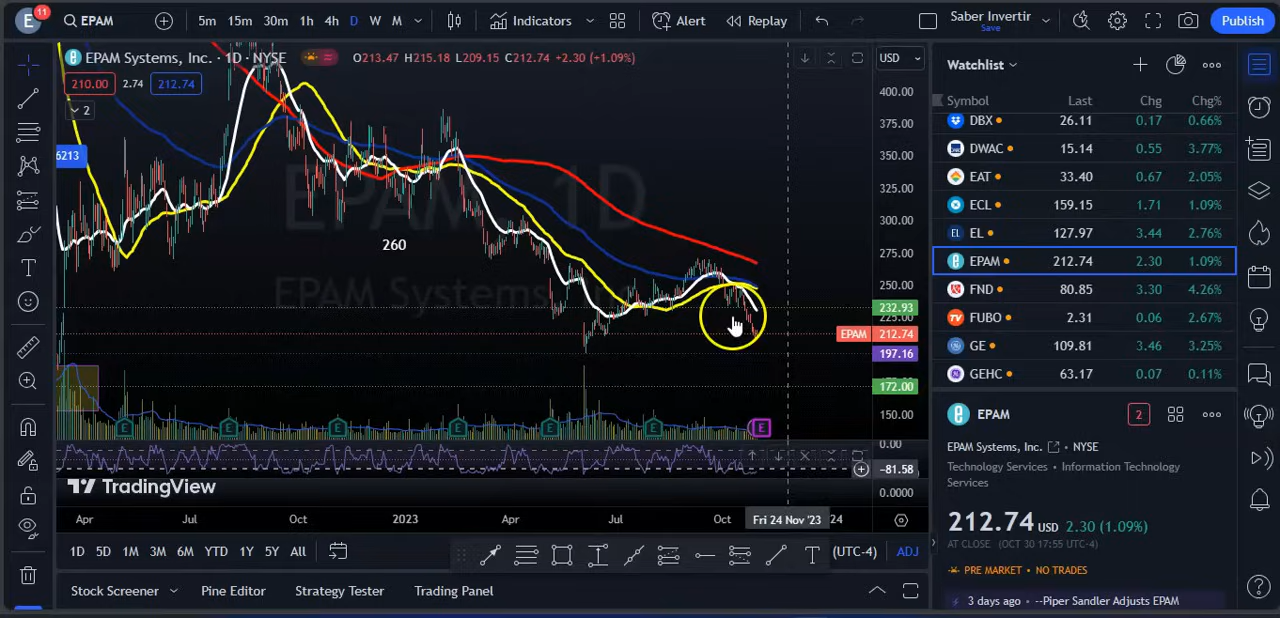 E 11 EPAM 5m 15m 30m 1h 4h D W M Indicators Alert Replay Saber Invertir Save Publish
EPAM Systems, Inc. · 1D · NYSE O213.47 H215.18 L209.15 C212.74 +2.30 (+1.09%) USD
210.00 2.74 212.74
2
6213
EPAM, 1D
EPAM Systems, Inc.
260
400.00
375.00
350.00
325.00
300.00
275.00
250.00
232.93
225.00
EPAM 212.74
197.16
172.00
150.00
E E E E E E E
0.00
-81.58
0.0000
TradingView
Apr Jul Oct 2023 Apr Jul Oct Fri 24 Nov '23 24
1D 5D 1M 3M 6M YTD 1Y 5Y All (UTC-4) ADJ
Stock Screener Pine Editor Strategy Tester Trading Panel
Watchlist
Symbol Last Chg Chg%
DBX 26.11 0.17 0.66%
DWAC 15.14 0.55 3.77%
EAT 33.40 0.67 2.05%
ECL 159.15 1.71 1.09%
EL 127.97 3.44 2.76%
EPAM 212.74 2.30 1.09%
FND 80.85 3.30 4.26%
FUBO 2.31 0.06 2.67%
GE 109.81 3.46 3.25%
GEHC 63.17 0.07 0.11%
EPAM 2
EPAM Systems, Inc. · NYSE
Technology Services · Information Technology
Services
212.74 USD 2.30 (1.09%)
AT CLOSE (OCT 30 17:55 UTC-4)
PRE MARKET · NO TRADES
3 days ago · --Piper Sandler Adjusts EPAM